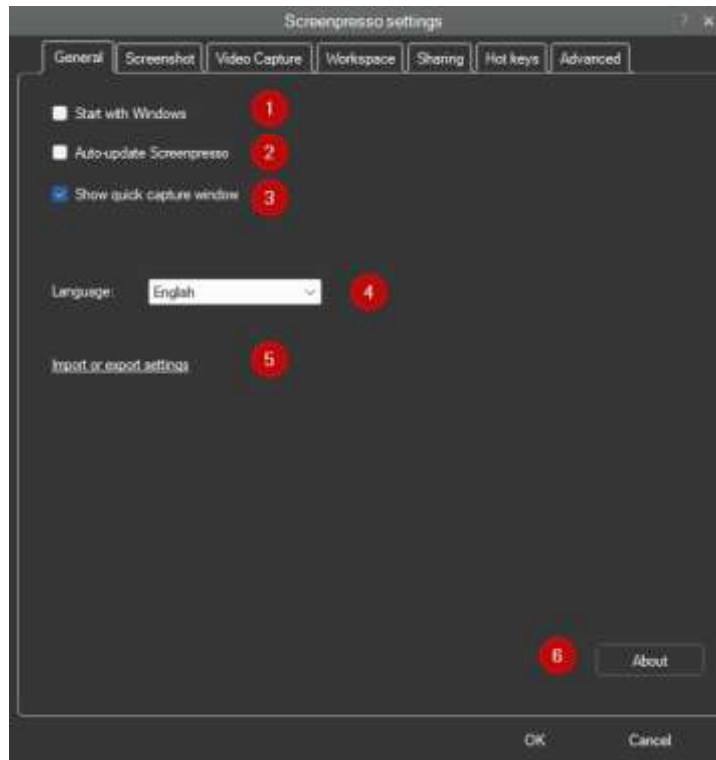 Screenpresso settings ? ×
General Screenshot Video Capture Workspace Sharing Hot keys Advanced
Start with Windows 1
Auto-update Screenpresso 2
Show quick capture window 3
Language: English 4
Import or export settings 5
6 About
OK Cancel